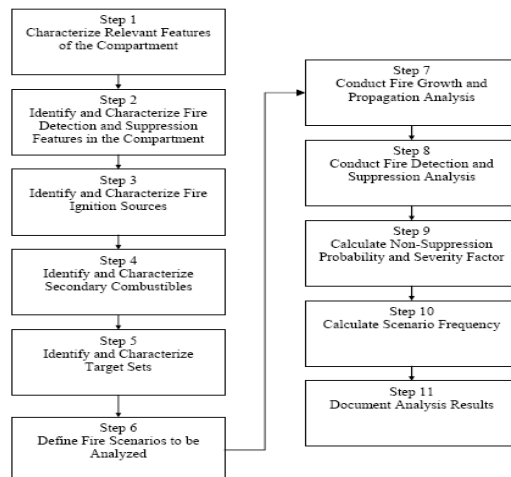 Step 1
Characterize Relevant Features
of the Compartment
Step 2
Identify and Characterize Fire
Detection and Suppression
Features in the Compartment
Step 3
Identify and Characterize Fire
Ignition Sources
Step 4
Identify and Characterize
Secondary Combustibles
Step 5
Identify and Characterize
Target Sets
Step 6
Define Fire Scenarios to be
Analyzed
Step 7
Conduct Fire Growth and
Propagation Analysis
Step 8
Conduct Fire Detection and
Suppression Analysis
Step 9
Calculate Non-Suppression
Probability and Severity Factor
Step 10
Calculate Scenario Frequency
Step 11
Document Analysis Results